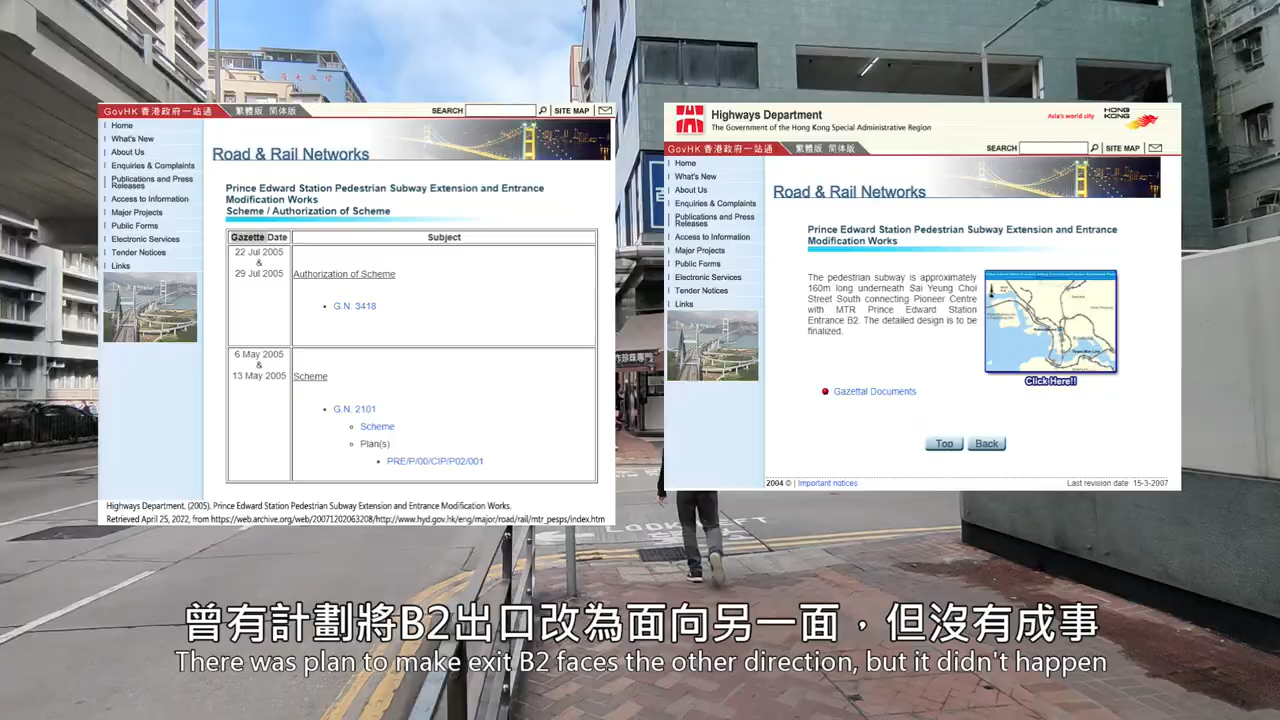 GovHK 香港政府一站通
繁體版 简体版
SEARCH
SITE MAP
Home
What's New
About Us
Enquiries & Complaints
Publications and Press
Releases
Access to Information
Major Projects
Public Forms
Electronic Services
Tender Notices
Links
Road & Rail Networks
Prince Edward Station Pedestrian Subway Extension and Entrance
Modification Works
Scheme / Authorization of Scheme
Gazette Date
Subject
22 Jul 2005
&
29 Jul 2005
Authorization of Scheme
• G.N. 3418
6 May 2005
&
13 May 2005
Scheme
• G.N. 2101
Scheme
Plan(s)
PRE/P/00/CIP/P02/001
Highways Department. (2005). Prince Edward Station Pedestrian Subway Extension and Entrance Modification Works.
Retrieved April 25, 2022, from https://web.archive.org/web/20071202063208/http://www.hyd.gov.hk/eng/major/road/rail/mtr_pesps/index.htm
Highways Department
The Government of the Hong Kong Special Administrative Region
Asia's world city
HONG
KONG
GovHK 香港政府一站通
繁體版 简体版
SEARCH
SITE MAP
Home
What's New
About Us
Enquiries & Complaints
Publications and Press
Releases
Access to Information
Major Projects
Public Forms
Electronic Services
Tender Notices
Links
Road & Rail Networks
Prince Edward Station Pedestrian Subway Extension and Entrance
Modification Works
The pedestrian subway is approximately
160m long underneath Sai Yeung Choi
Street South connecting Pioneer Centre
with MTR Prince Edward Station
Entrance B2. The detailed design is to be
finalized.
Click Here!!
Gazettal Documents
Top
Back
2004 © | Important notices
Last revision date: 15-3-2007
LOOK LEFT
曾有計劃將B2出口改為面向另一面，但沒有成事
There was plan to make exit B2 faces the other direction, but it didn't happen